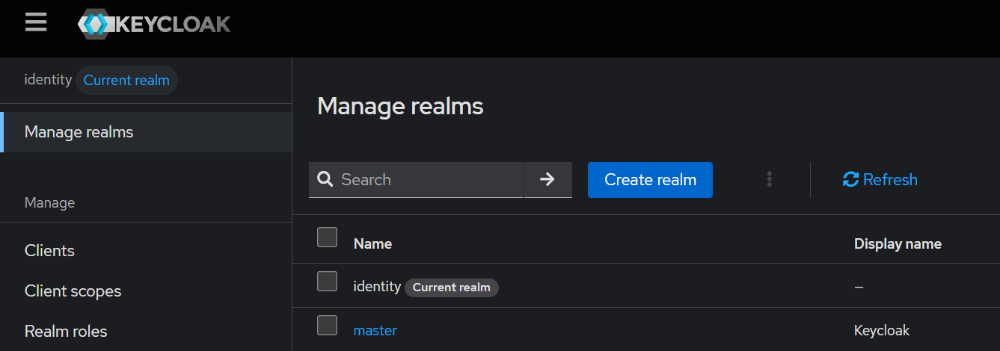 KEYCLOAK
identity Current realm
Manage realms
Manage
Clients
Client scopes
Realm roles
Manage realms
Search
Create realm
Refresh
Name Display name
identity Current realm –
master Keycloak